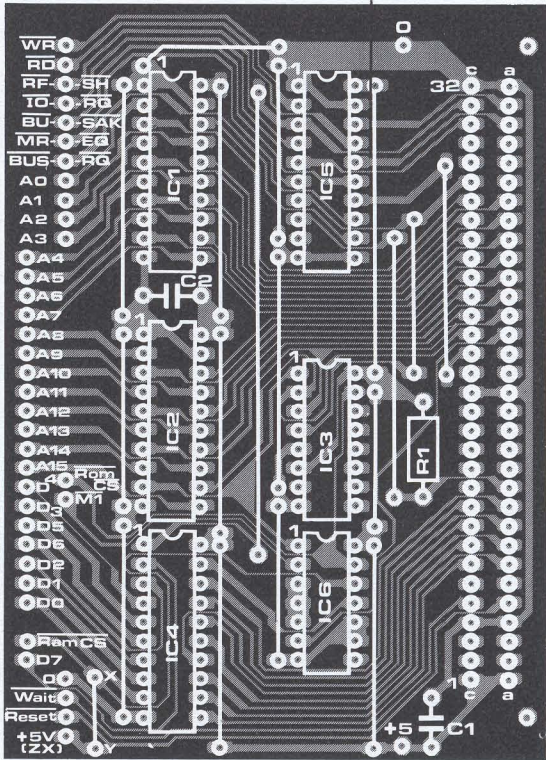 WR
O
RD
1
1
RF- -SH
32
c
a
IO- -RQ
BU- -SAK
MR- -EQ
BUS- -RQ
IC1
IC5
A0
A1
A2
A3
A4
A5
A6
C2
A7
A8
1
A9
A10
1
A11
A12
IC2
IC3
R1
A13
A14
A15
4
Rom
CS
D
M1
D3
1
1
D5
D6
D2
D1
D0
IC4
IC6
RamCS
D7
O
X
1
c
a
Wait
Reset
+5V
(ZX)
Y
+5
C1